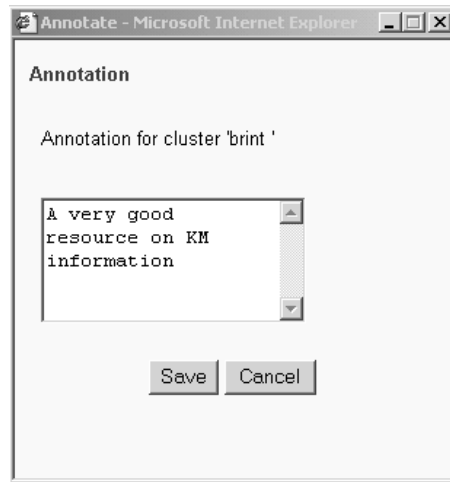 Annotate - Microsoft Internet Explorer
Annotation
Annotation for cluster 'brint '
A very good
resource on KM
information
Save Cancel